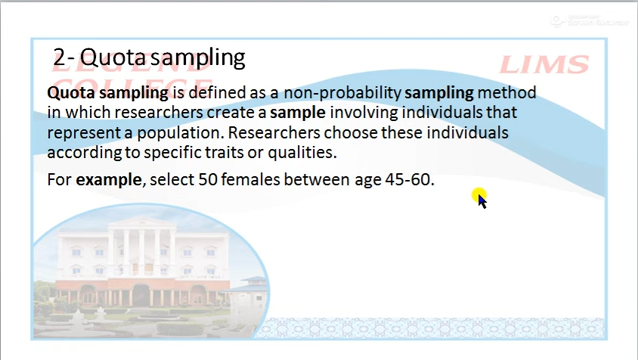 2- Quota sampling
LEGEND
COLLEGE
LIMS
Quota sampling is defined as a non-probability sampling method
in which researchers create a sample involving individuals that
represent a population. Researchers choose these individuals
according to specific traits or qualities.
For example, select 50 females between age 45-60.